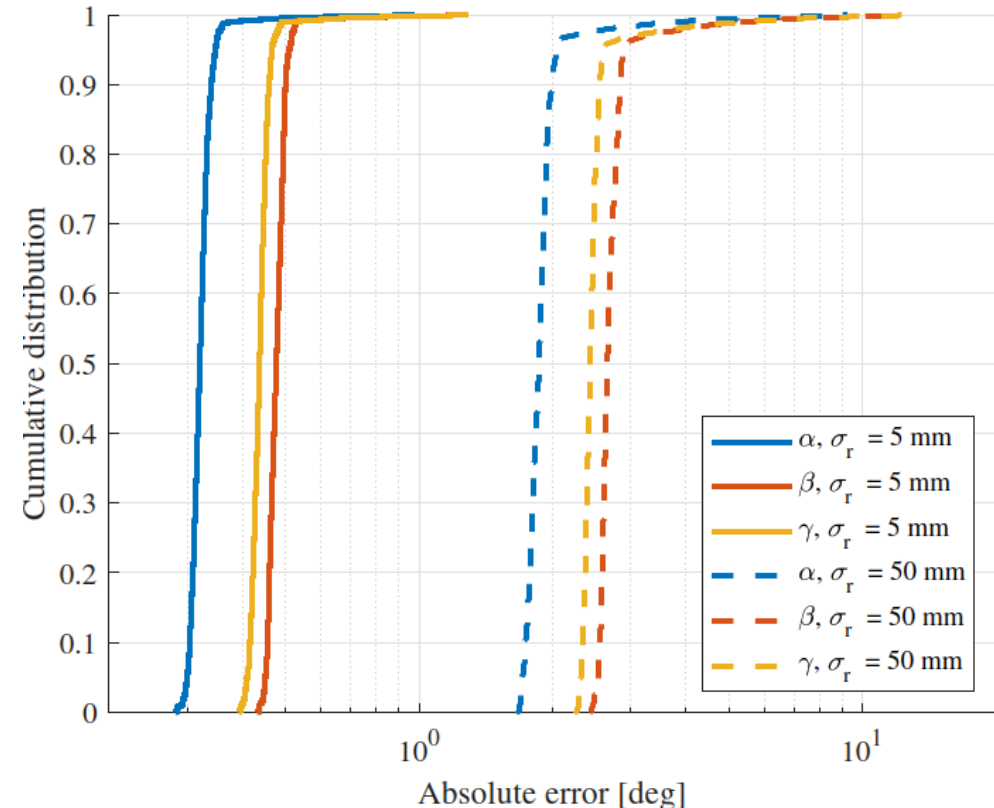 1
0.9
0.8
0.7
0.6
0.5
0.4
0.3
0.2
0.1
0
Cumulative distribution
α, σr = 5 mm
β, σr = 5 mm
γ, σr = 5 mm
α, σr = 50 mm
β, σr = 50 mm
γ, σr = 50 mm
10^0
10^1
Absolute error [deg]